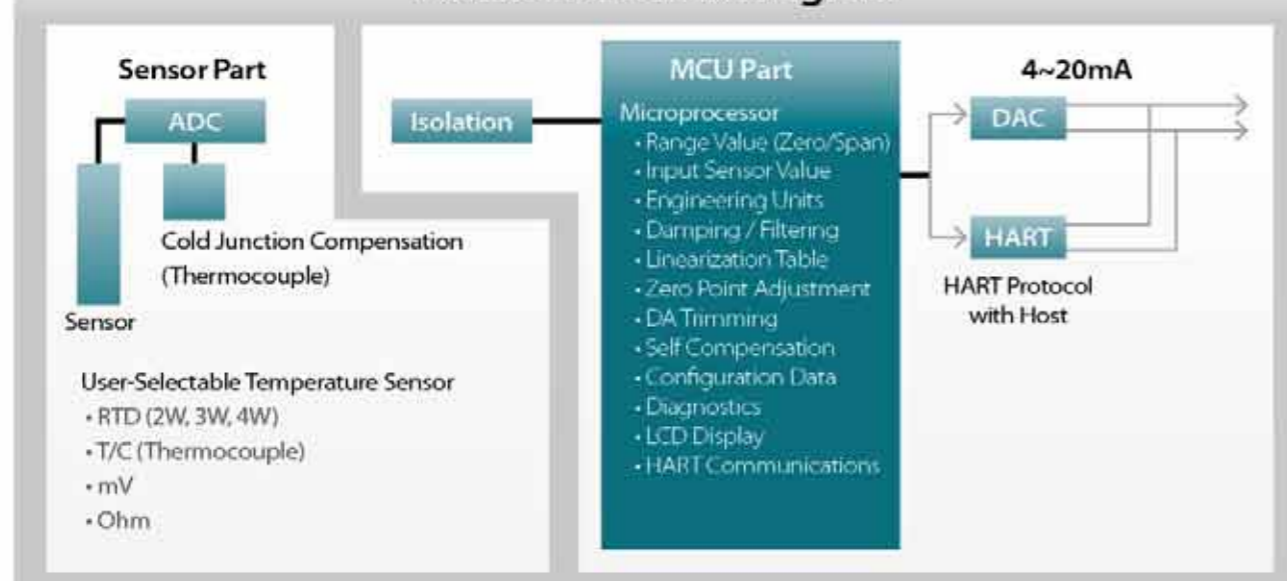 Sensor Part
ADC
Cold Junction Compensation
(Thermocouple)
Sensor
User-Selectable Temperature Sensor
• RTD (2W, 3W, 4W)
• T/C (Thermocouple)
• mV
• Ohm
Isolation
MCU Part
Microprocessor
• Range Value (Zero/Span)
• Input Sensor Value
• Engineering Units
• Damping / Filtering
• Linearization Table
• Zero Point Adjustment
• DA Trimming
• Self Compensation
• Configuration Data
• Diagnostics
• LCD Display
• HART Communications
4~20mA
DAC
HART
HART Protocol
with Host